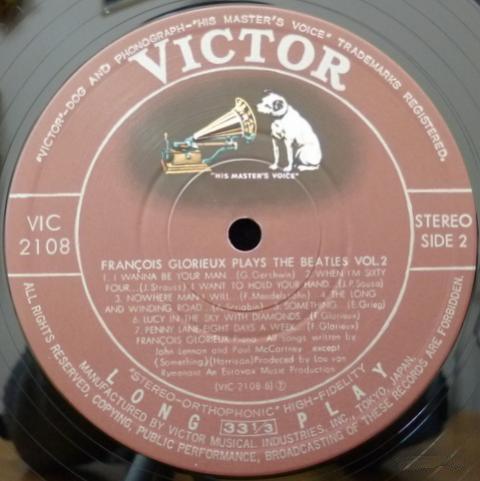 "VICTOR"-DOG AND PHONOGRAPH-"HIS MASTER'S VOICE" TRADEMARKS REGISTERED.
VICTOR
"HIS MASTER'S VOICE"
VIC
2108
STEREO
SIDE 2
FRANÇOIS GLORIEUX PLAYS THE BEATLES VOL.2
1. I WANNA BE YOUR MAN... (G.Gershwin) 2. WHEN I'M SIXTY
FOUR...(J.Strauss) I WANT TO HOLD YOUR HAND...(J.P.Sousa)
3. NOWHERE MAN I WILL... (F.Mendelssohn) 4. THE LONG
AND WINDING ROAD...(A.Scriabin) 5. SOMETHING...(E.Grieg)
6. LUCY IN THE SKY WITH DIAMONDS...(F.Glorieux)
7. PENNY LANE-EIGHT DAYS A WEEK...(F.Glorieux)
FRANÇOIS GLORIEUX Piano All songs written by
John Lennon and Paul McCartney except
(Something)(Harrison)Produced by Lou van
Rymenant An Eurovox Music Production
(VIC-2108-B) Ⓟ
"STEREO-ORTHOPHONIC" HIGH-FIDELITY
LONG 33 1/3 PLAY
MANUFACTURED BY VICTOR MUSICAL INDUSTRIES, INC., TOKYO, JAPAN.
ALL RIGHTS RESERVED, COPYING, PUBLIC PERFORMANCE, BROADCASTING OF THESE RECORDS ARE FORBIDDEN.